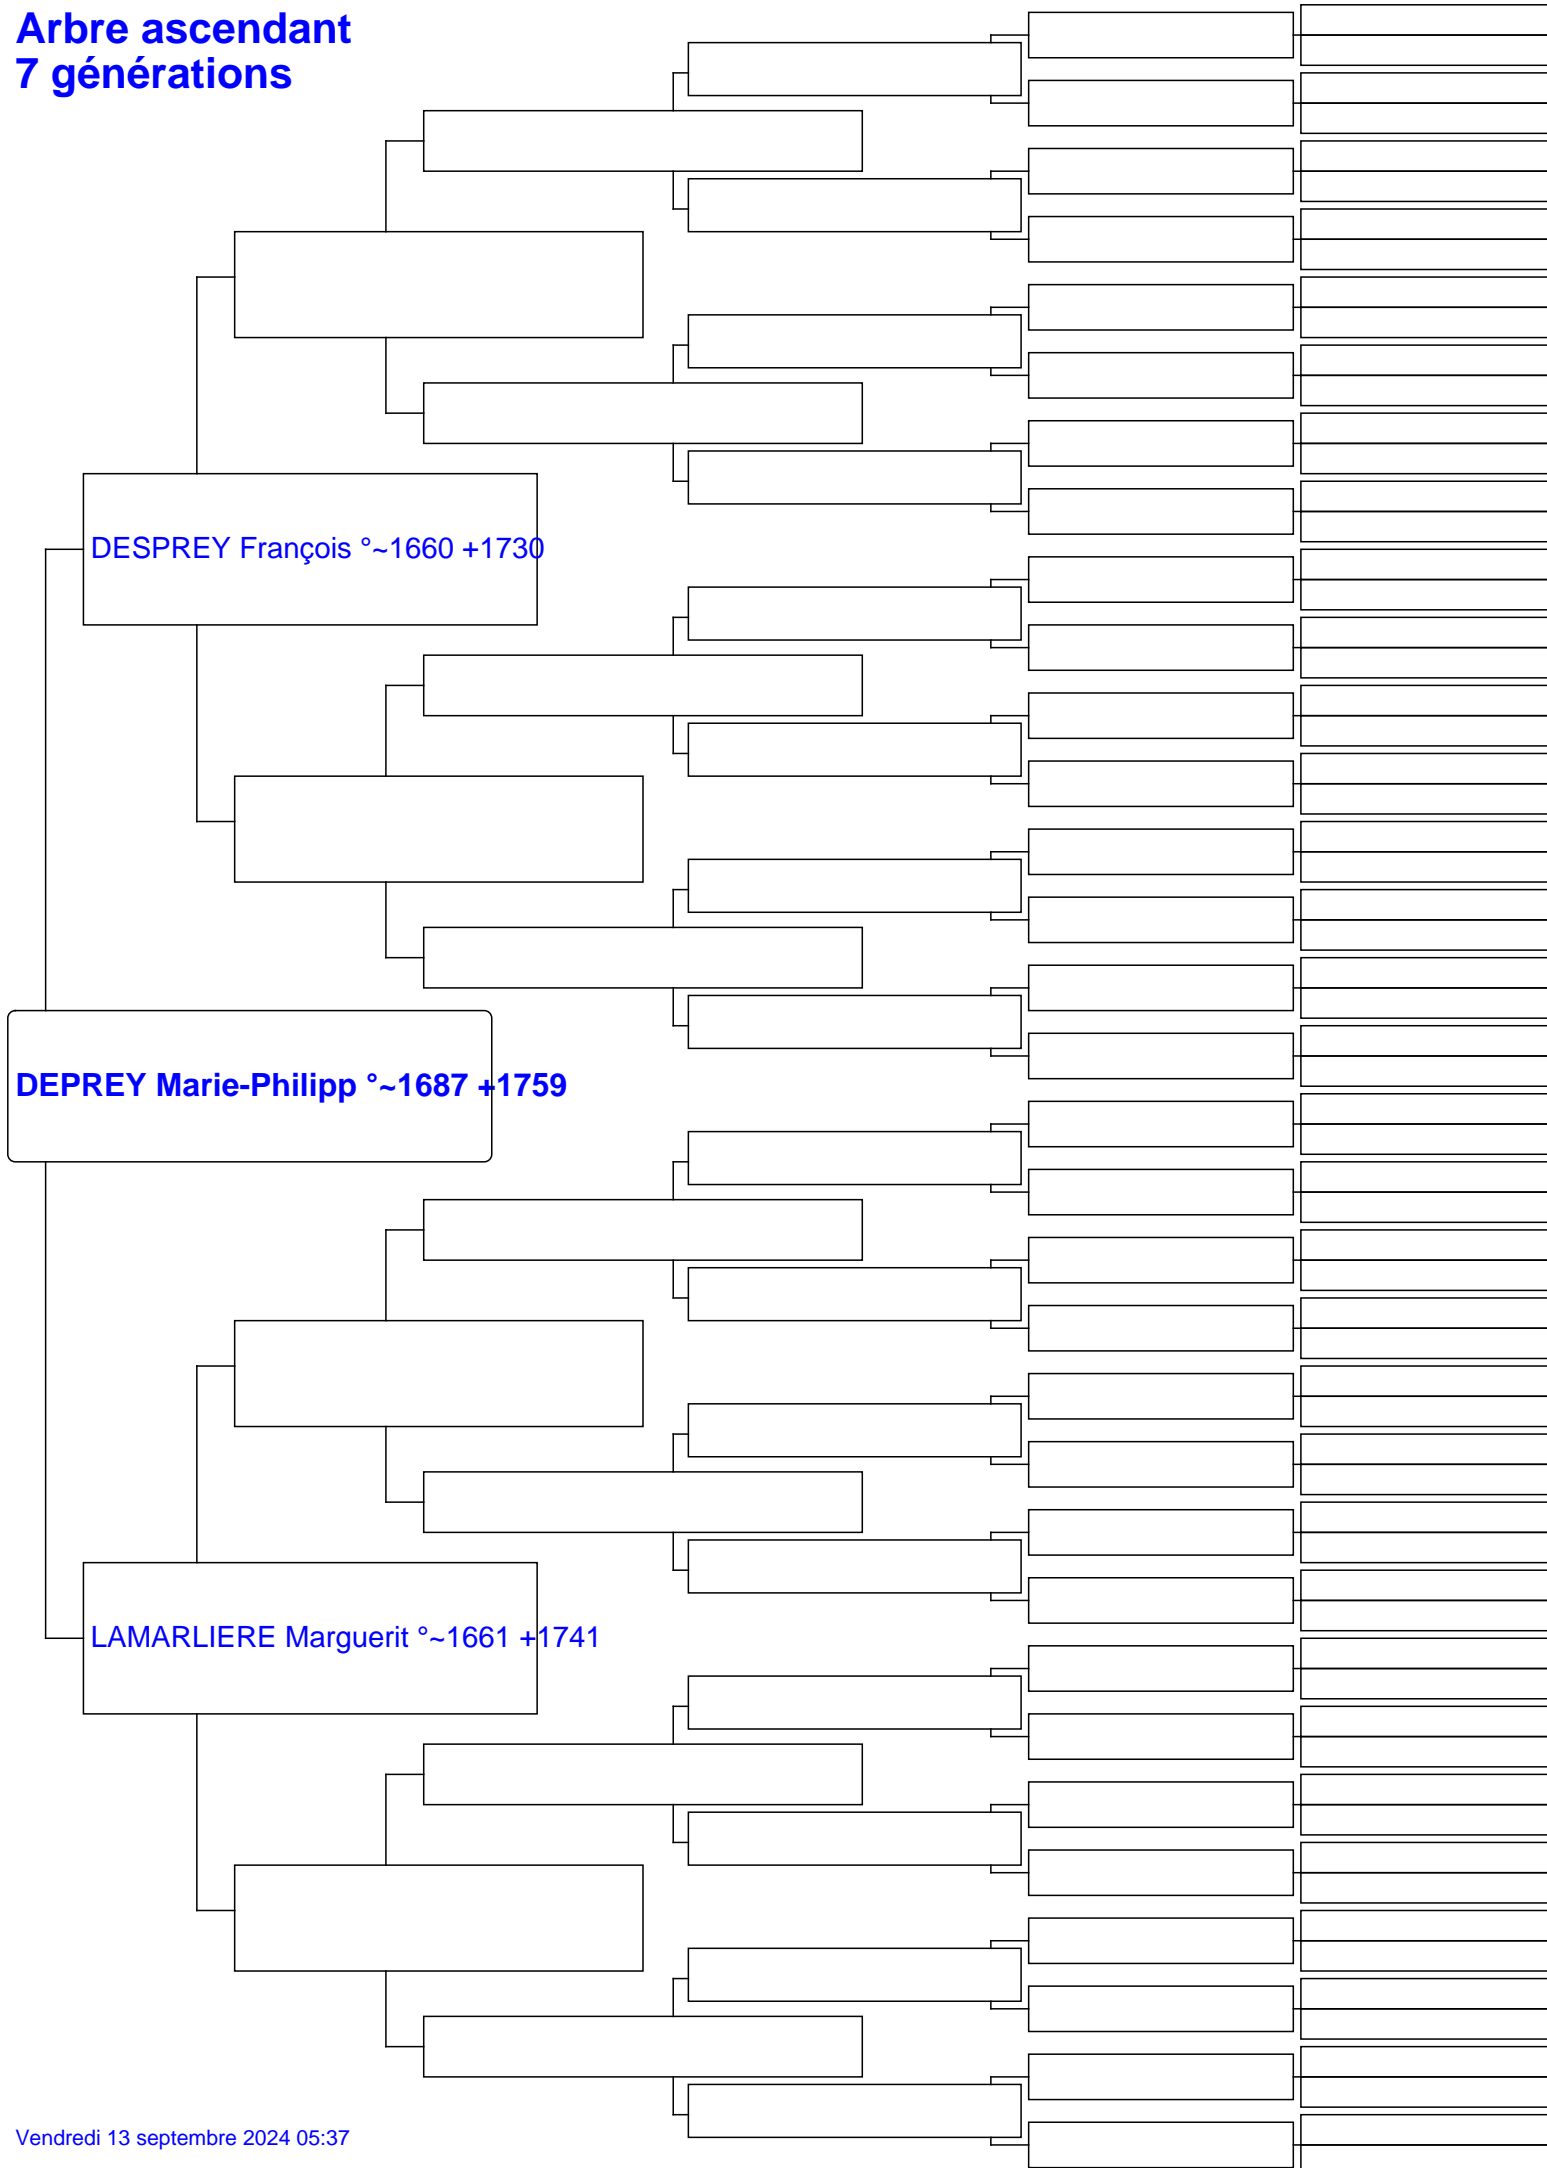 Arbre ascendant
7 générations
DESPREY François °~1660 +1730
DEPREY Marie-Philipp °~1687 +1759
LAMARLIERE Marguerit °~1661 +1741
Vendredi 13 septembre 2024 05:37